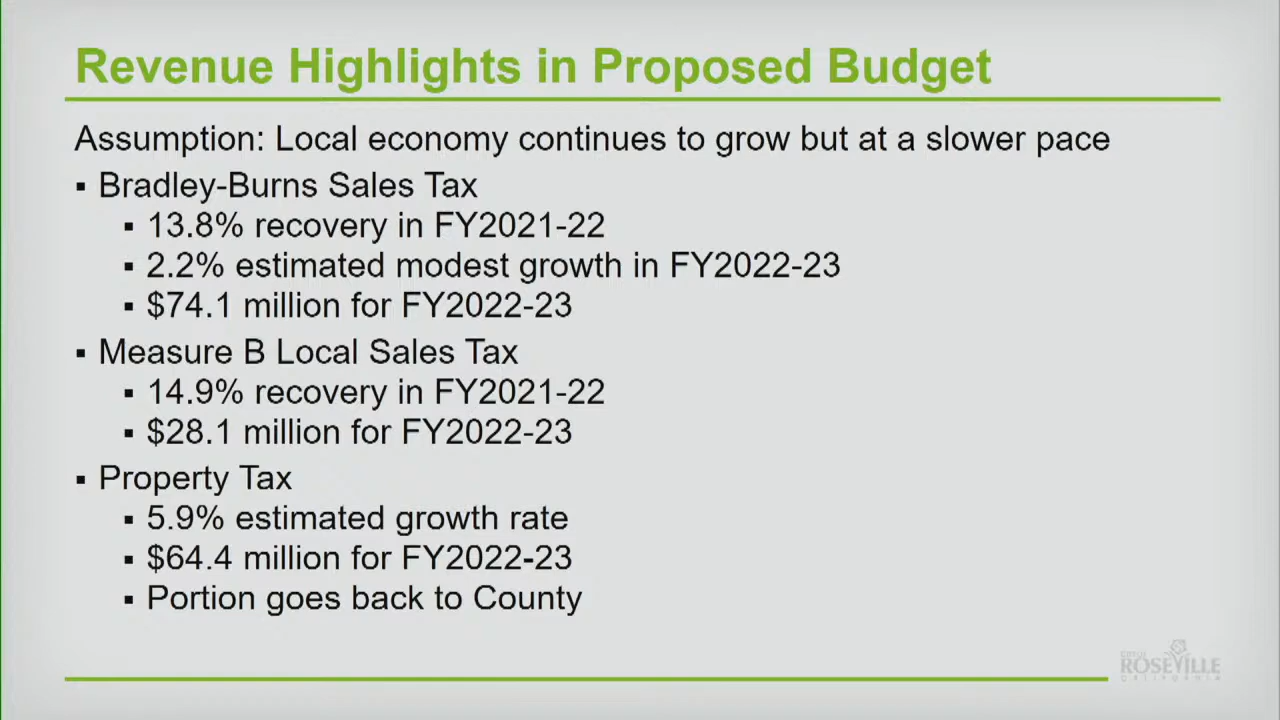 Revenue Highlights in Proposed Budget
Assumption: Local economy continues to grow but at a slower pace
▪ Bradley-Burns Sales Tax
▪ 13.8% recovery in FY2021-22
▪ 2.2% estimated modest growth in FY2022-23
▪ $74.1 million for FY2022-23
▪ Measure B Local Sales Tax
▪ 14.9% recovery in FY2021-22
▪ $28.1 million for FY2022-23
▪ Property Tax
▪ 5.9% estimated growth rate
▪ $64.4 million for FY2022-23
▪ Portion goes back to County
ROSEVILLE
CALIFORNIA